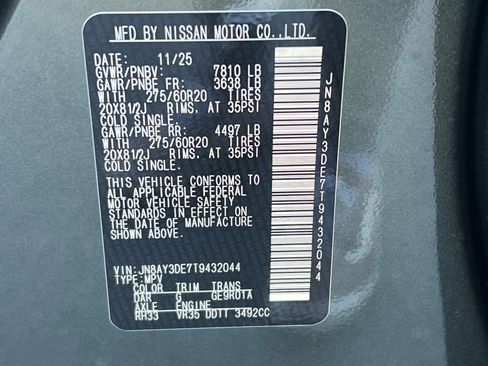 MFD BY NISSAN MOTOR CO.,LTD.
DATE: 11/25
GVWR/PNBV: 7810 LB
GAWR/PNBE FR: 3638 LB
WITH 275/60R20 TIRES
20X81/2J RIMS, AT 35PSI
COLD SINGLE.
GAWR/PNBE RR: 4497 LB
WITH 275/60R20 TIRES
20X81/2J RIMS, AT 35PSI
COLD SINGLE.
THIS VEHICLE CONFORMS TO
ALL APPLICABLE FEDERAL
MOTOR VEHICLE SAFETY
STANDARDS IN EFFECT ON
THE DATE OF MANUFACTURE
SHOWN ABOVE.
VIN:JN8AY3DE7T9432044
TYPE:MPV
COLOR TRIM TRANS
DAR G GE9R01A
AXLE ENGINE
RH33 VR35 DDTT 3492CC
JN8AY3DE7T9432044